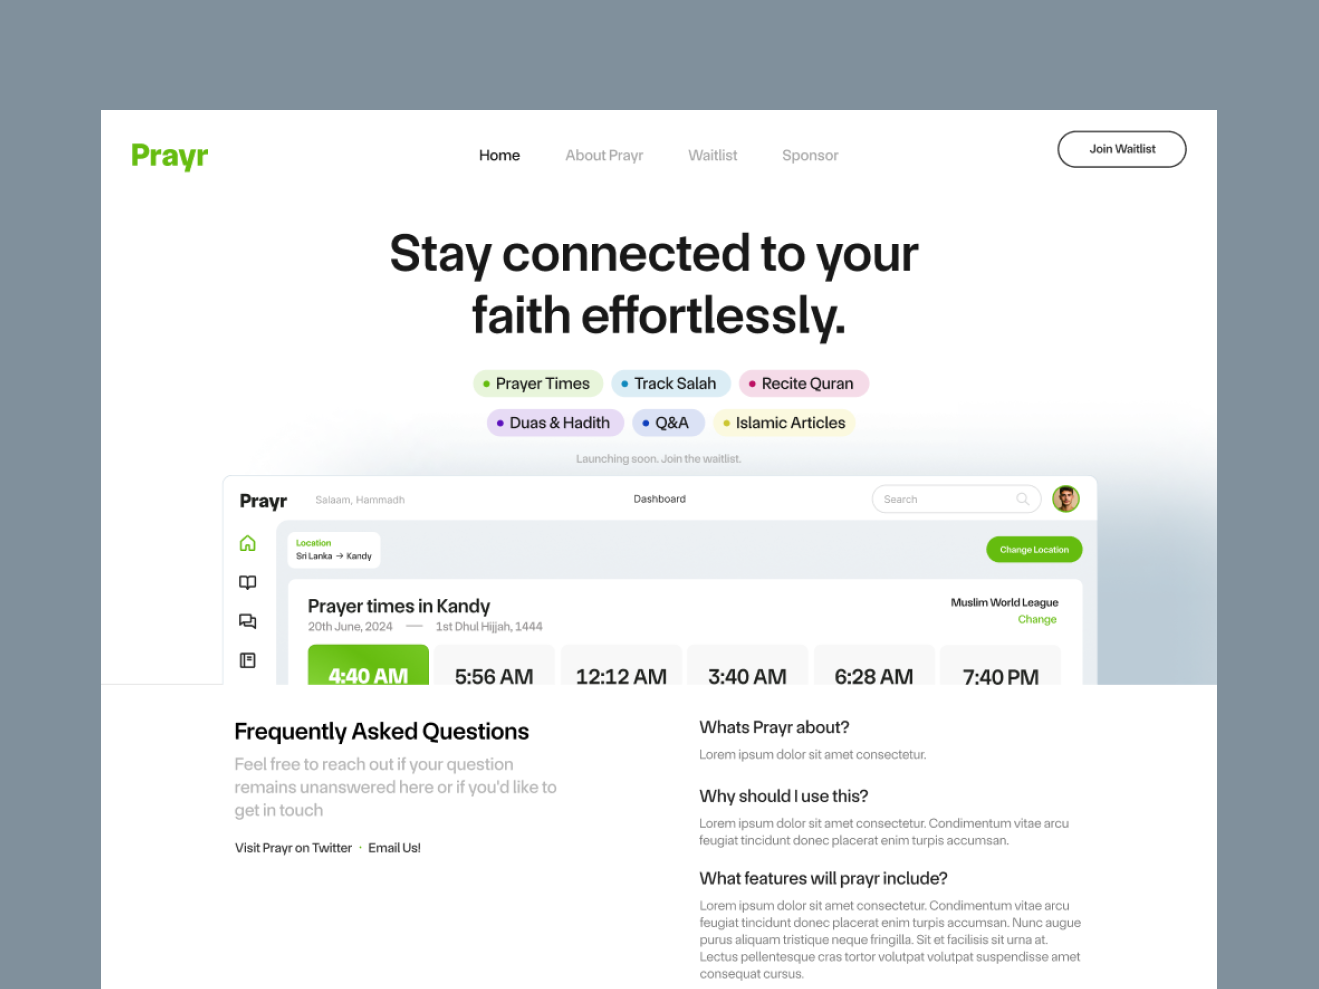 Prayr
Home
About Prayr
Waitlist
Sponsor
Join Waitlist
Stay connected to your
faith effortlessly.
Prayer Times
Track Salah
Recite Quran
Duas & Hadith
Q&A
Islamic Articles
Launching soon. Join the waitlist.
Prayr
Salaam, Hammadh
Dashboard
Search
Location
Sri Lanka → Kandy
Change Location
Prayer times in Kandy
20th June, 2024 — 1st Dhul Hijjah, 1444
Muslim World League
Change
4:40 AM
5:56 AM
12:12 AM
3:40 AM
6:28 AM
7:40 PM
Frequently Asked Questions
Feel free to reach out if your question
remains unanswered here or if you'd like to
get in touch
Visit Prayr on Twitter · Email Us!
Whats Prayr about?
Lorem ipsum dolor sit amet consectetur.
Why should I use this?
Lorem ipsum dolor sit amet consectetur. Condimentum vitae arcu
feugiat tincidunt donec placerat enim turpis accumsan.
What features will prayr include?
Lorem ipsum dolor sit amet consectetur. Condimentum vitae arcu
feugiat tincidunt donec placerat enim turpis accumsan. Nunc augue
purus aliquam tristique neque fringilla. Sit et facilisis sit urna at.
Lectus pellentesque cras tortor volutpat volutpat suspendisse amet
consequat cursus.